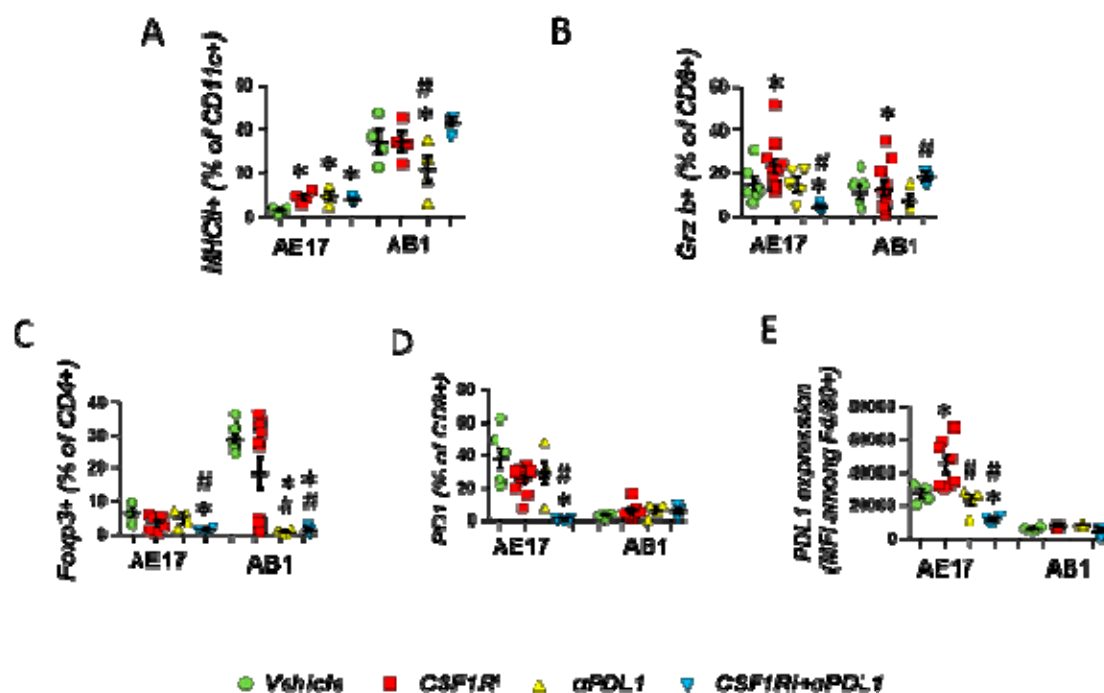 A
B
MHCII+ (% of CD11c+)
60
40
20
0
*
*
*
#
*
AE17
AB1
Grz b+ (% of CD8+)
60
40
20
0
*
#
*
*
#
AE17
AB1
C
D
E
Foxp3+ (% of CD4+)
40
30
20
10
0
#
*
AE17
AB1
PD1 (% of CD8+)
80
60
40
20
0
#
*
AE17
AB1
PDL1 expression
(MFI among F4/80+)
80000
60000
40000
20000
0
*
#
#
*
AE17
AB1
Vehicle
CSF1Ri
αPDL1
CSF1Ri+αPDL1